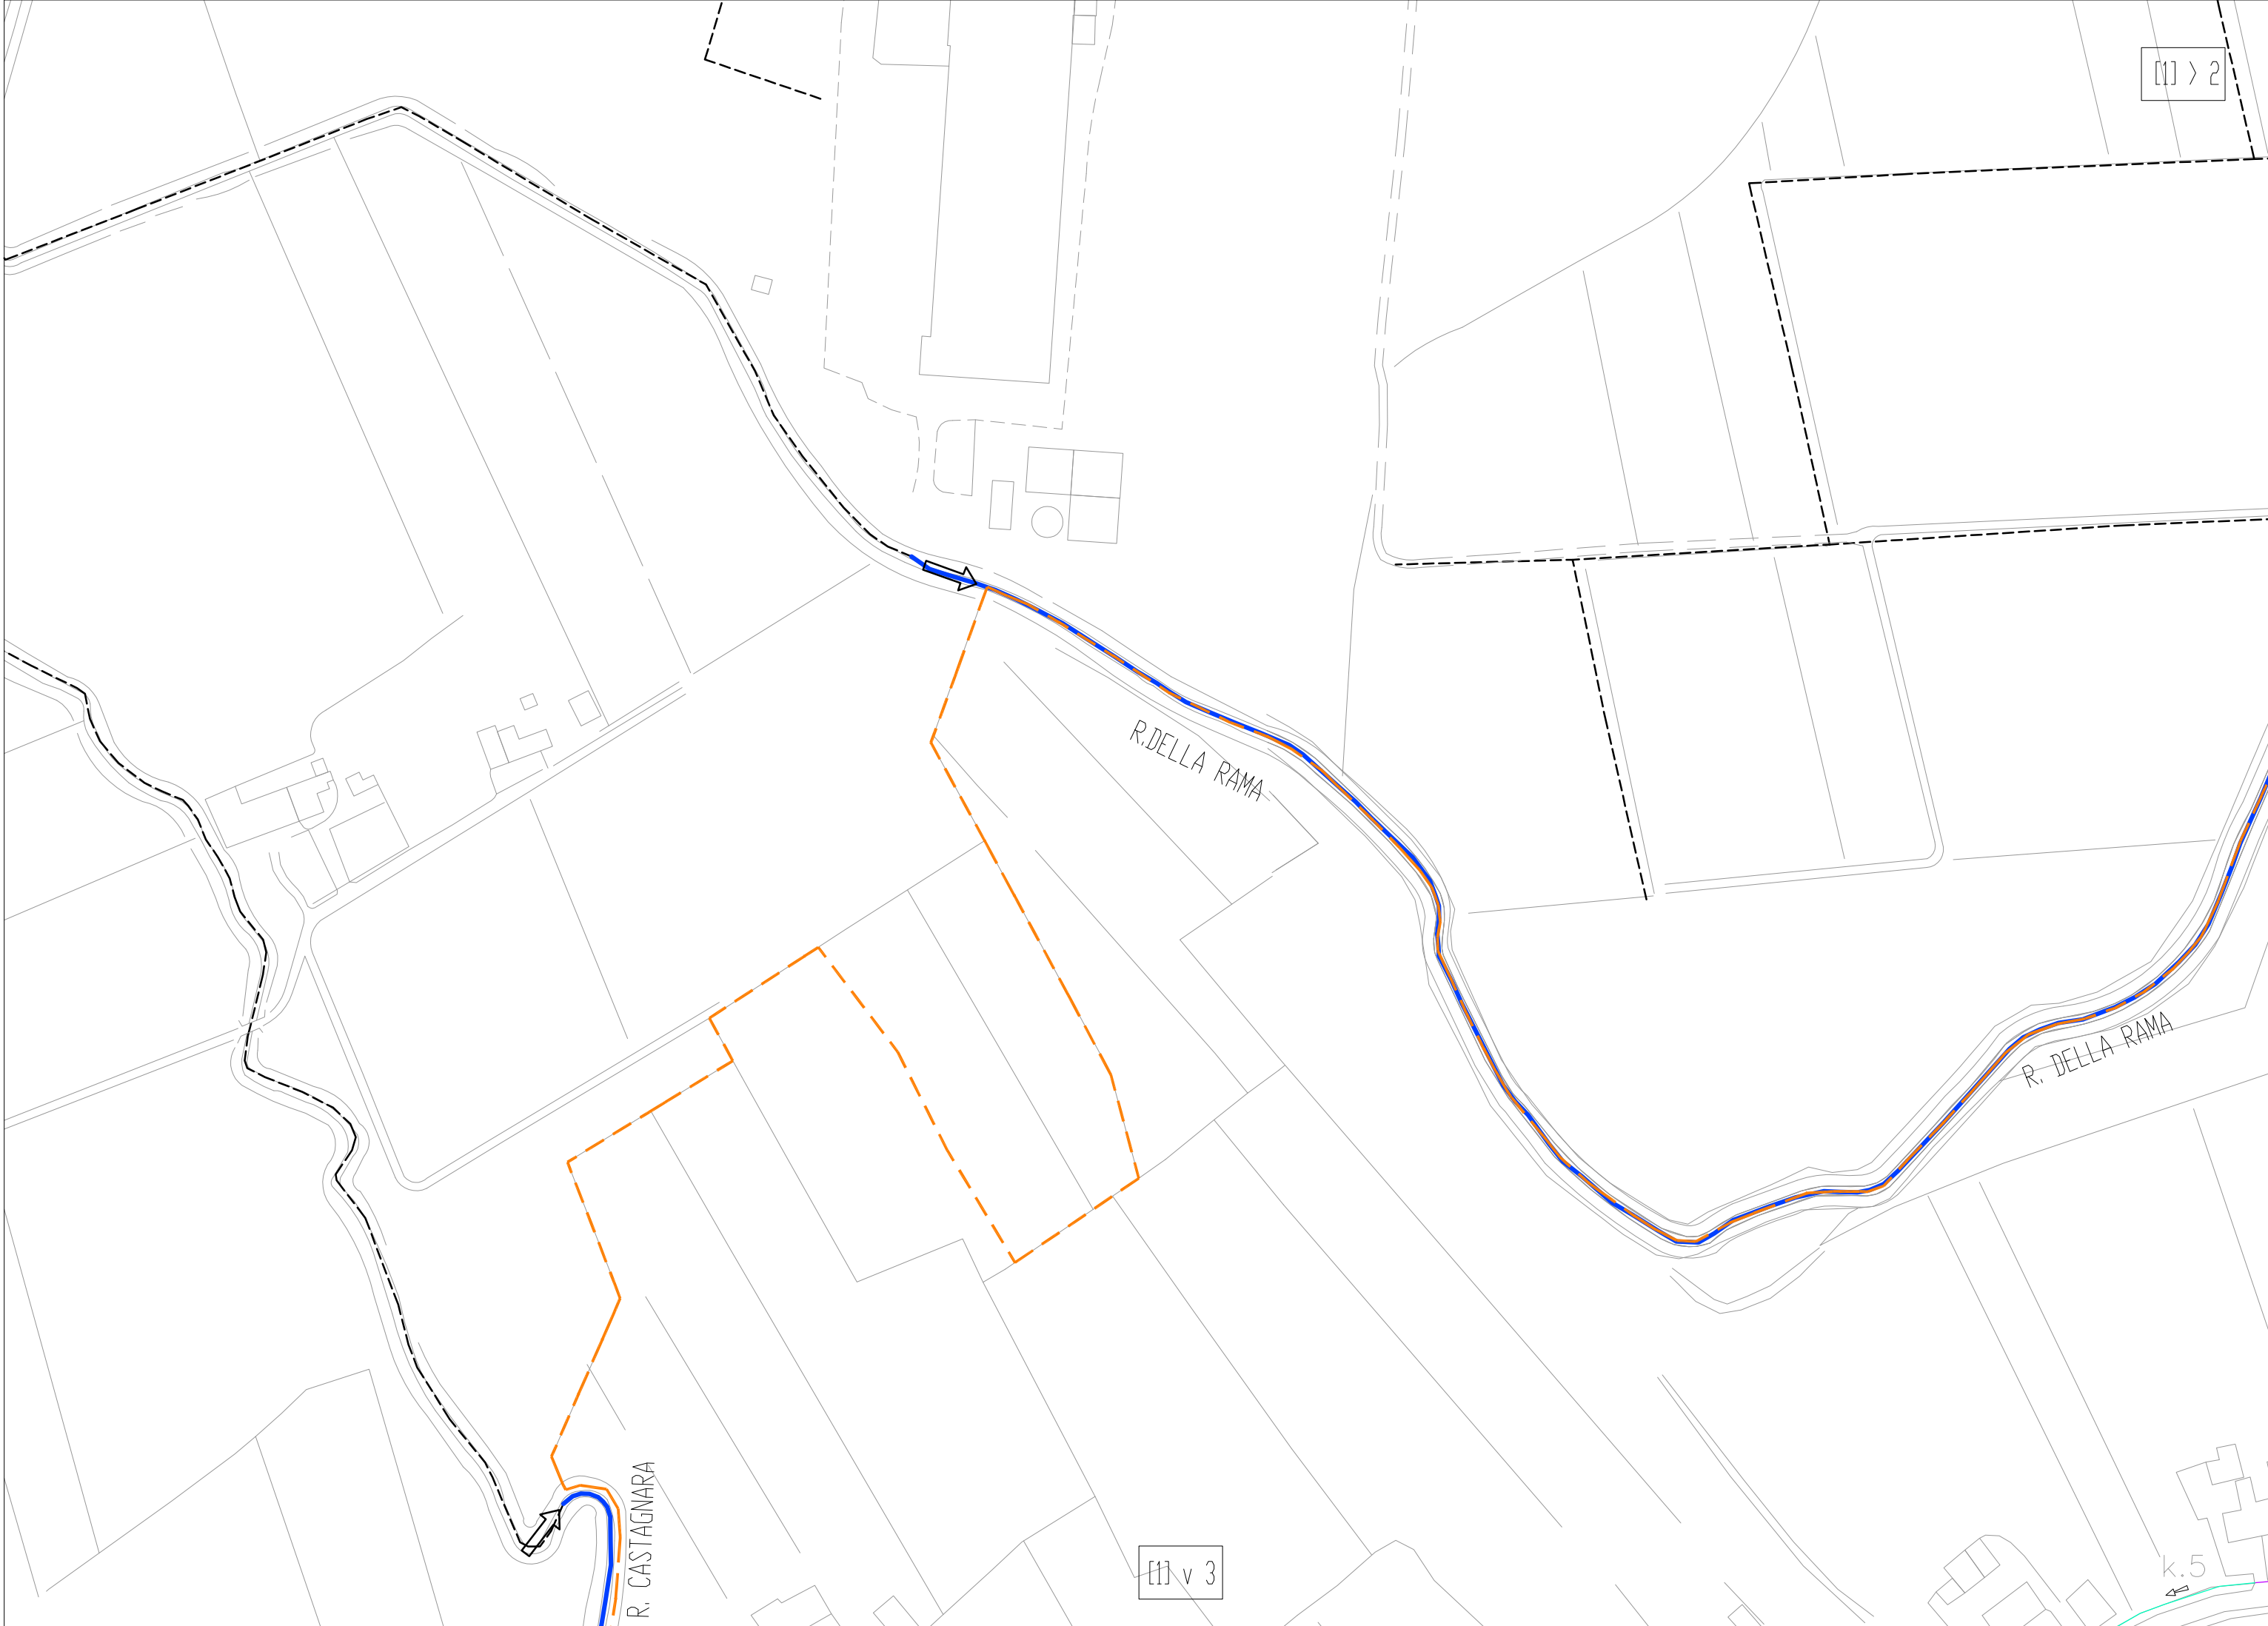 [1] > 2
R.DELLA RAMA
R. DELLA RAMA
R. CASTAGNARA
[1] v 3
k.5